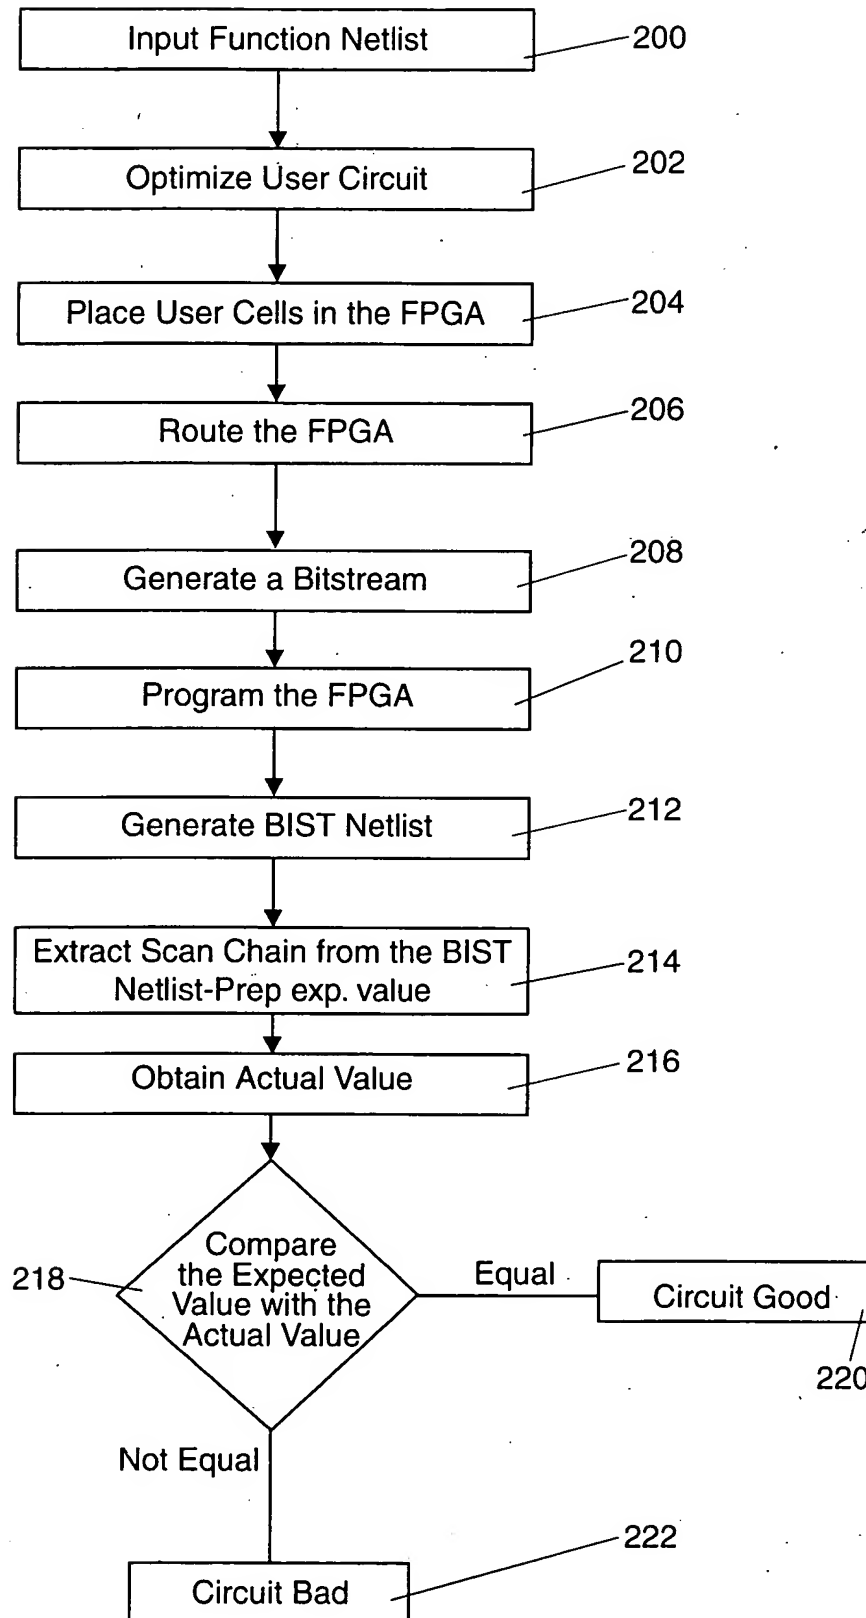 Input Function Netlist
200
Optimize User Circuit
202
Place User Cells in the FPGA
204
Route the FPGA
206
Generate a Bitstream
208
Program the FPGA
210
Generate BIST Netlist
212
Extract Scan Chain from the BIST
Netlist-Prep exp. value
214
Obtain Actual Value
216
Compare
the Expected
Value with the
Actual Value
218
Equal
Circuit Good
220
Not Equal
222
Circuit Bad